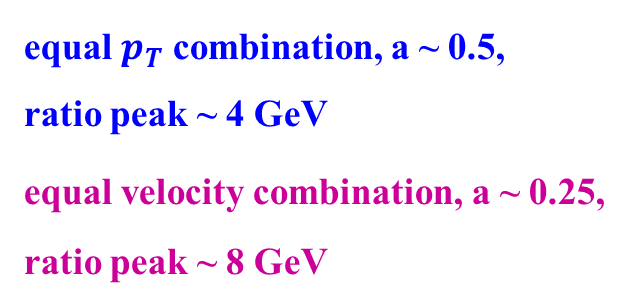 equal p_T combination, a ~ 0.5,
ratio peak ~ 4 GeV
equal velocity combination, a ~ 0.25,
ratio peak ~ 8 GeV